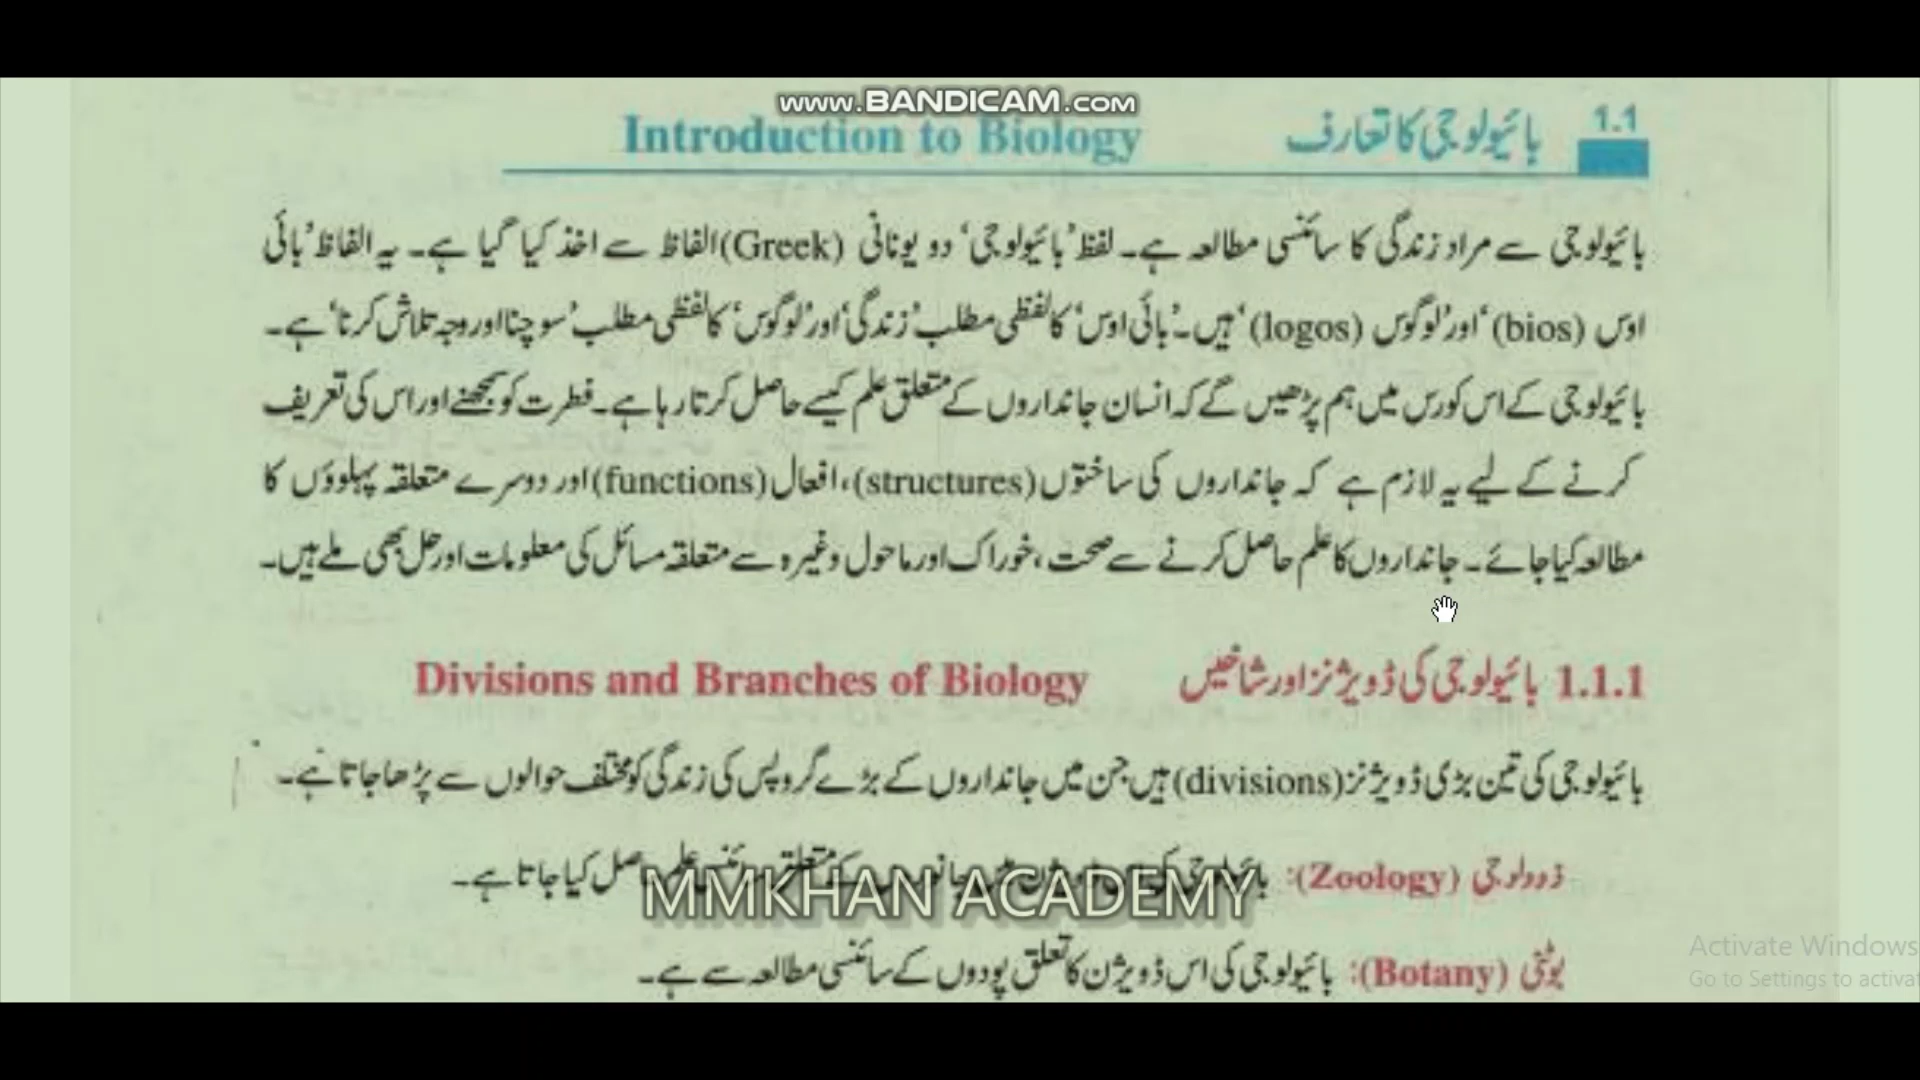 www.BANDICAM.com
1.1 بائیولوجی کا تعارف Introduction to Biology
بائیولوجی سے مراد زندگی کا سائنسی مطالعہ ہے۔ لفظ ’بائیولوجی‘ دو یونانی (Greek) الفاظ سے اخذ کیا گیا ہے۔ یہ الفاظ ’بائی
اوس (bios)‘ اور ’لوگوس (logos)‘ ہیں۔ ’بائی اوس‘ کا لفظی مطلب ’زندگی‘ اور ’لوگوس‘ کا لفظی مطلب ’سوچنا اور وجہ تلاش کرنا‘ ہے۔
بائیولوجی کے اس کورس میں ہم پڑھیں گے کہ انسان جانداروں کے متعلق علم کیسے حاصل کرتا رہا ہے۔ فطرت کو سمجھنے اور اس کی تعریف
کرنے کے لیے یہ لازم ہے کہ جانداروں کی ساختوں (structures)، افعال (functions) اور دوسرے متعلقہ پہلوؤں کا
مطالعہ کیا جائے۔ جانداروں کا علم حاصل کرنے سے صحت، خوراک اور ماحول وغیرہ سے متعلقہ مسائل کی معلومات اور حل بھی ملے ہیں۔
1.1.1 بائیولوجی کی ڈویژنز اور شاخیں Divisions and Branches of Biology
بائیولوجی کی تین بڑی ڈویژنز (divisions) ہیں جن میں جانداروں کے بڑے گروپس کی زندگی کو مختلف حوالوں سے پڑھا جاتا ہے۔
ذوولوجی (Zoology): بائیولوجی کی متعلق علم حاصل کیا جاتا ہے۔
MMKHAN ACADEMY
بوٹنی (Botany): بائیولوجی کی اس ڈویژن کا تعلق پودوں کے سائنسی مطالعہ سے ہے۔
Activate Windows
Go to Settings to activat